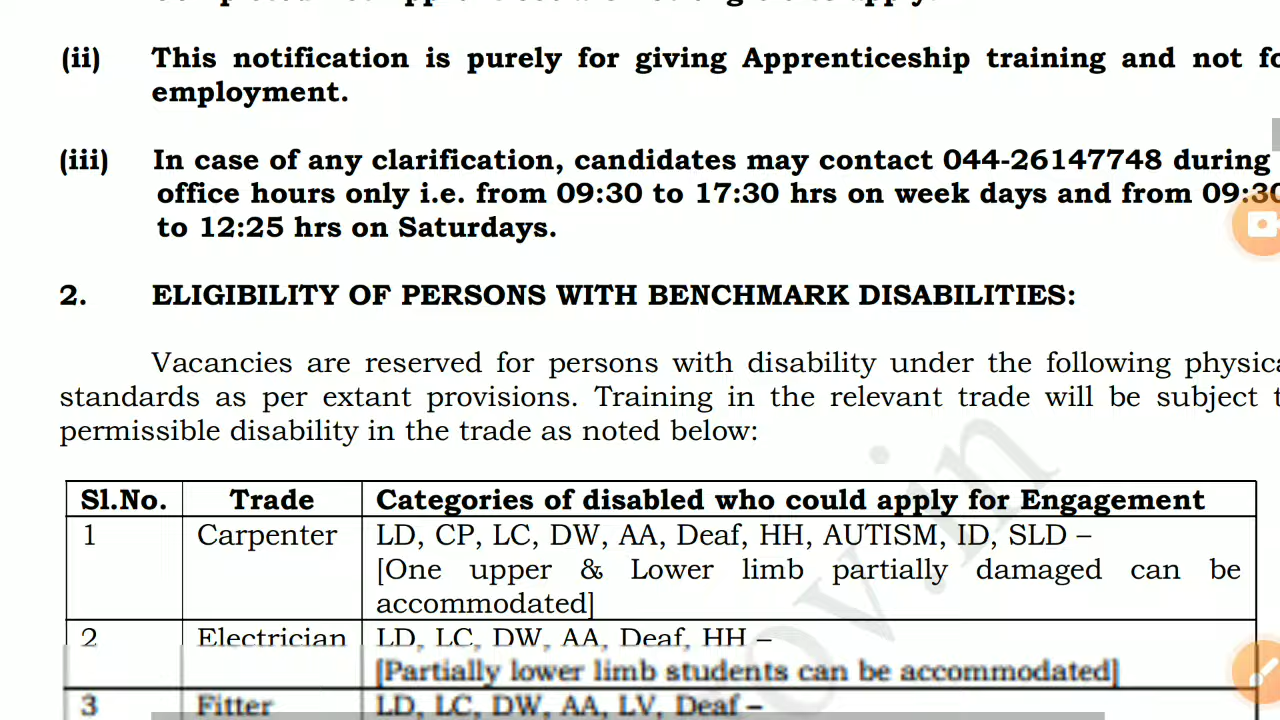 (ii) This notification is purely for giving Apprenticeship training and not
employment.
(iii) In case of any clarification, candidates may contact 044-26147748 during
office hours only i.e. from 09:30 to 17:30 hrs on week days and from 09:30
to 12:25 hrs on Saturdays.
2. ELIGIBILITY OF PERSONS WITH BENCHMARK DISABILITIES:
Vacancies are reserved for persons with disability under the following
standards as per extant provisions. Training in the relevant trade will be subject
permissible disability in the trade as noted below:
Sl.No. Trade Categories of disabled who could apply for Engagement
1 Carpenter LD, CP, LC, DW, AA, Deaf, HH, AUTISM, ID, SLD –
[One upper & Lower limb partially damaged can be
accommodated]
2 Electrician LD, LC, DW, AA, Deaf, HH –
[Partially lower limb students can be accommodated]
3 Fitter LD, LC, DW, AA, LV, Deaf –